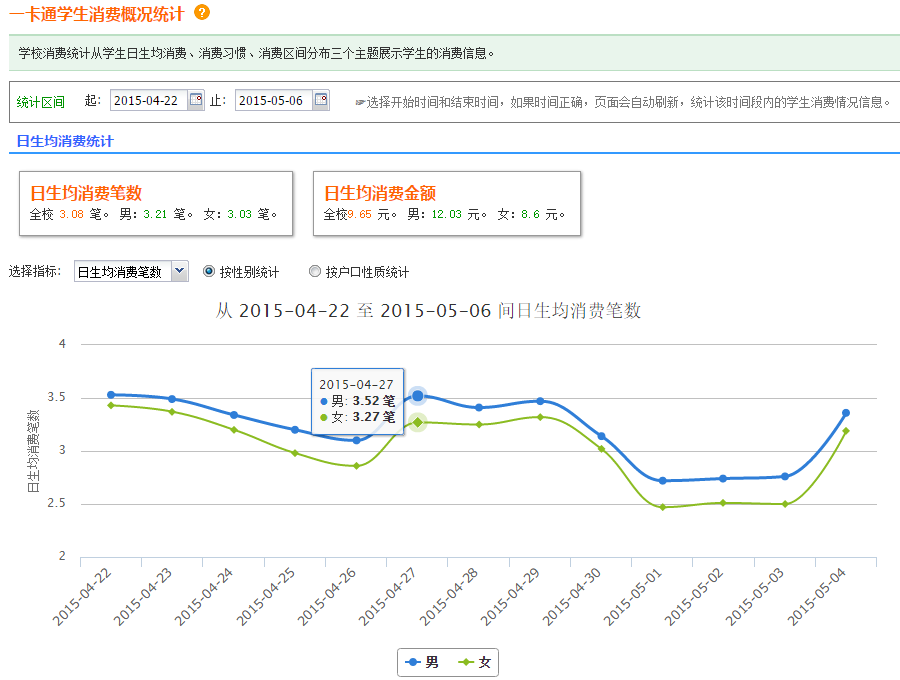 一卡通学生消费概况统计 ?
学校消费统计从学生日生均消费、消费习惯、消费区间分布三个主题展示学生的消费信息。
统计区间 起: 2015-04-22 止: 2015-05-06 ☞选择开始时间和结束时间，如果时间正确，页面会自动刷新，统计该时间段内的学生消费情况信息。
日生均消费统计
日生均消费笔数
全校 3.08 笔。 男: 3.21 笔。 女: 3.03 笔。
日生均消费金额
全校9.65 元。 男: 12.03 元。 女: 8.6 元。
选择指标: 日生均消费笔数 按性别统计 按户口性质统计
从 2015-04-22 至 2015-05-06 间日生均消费笔数
日生均消费笔数
4
3.5
3
2.5
2
2015-04-27
男: 3.52 笔
女: 3.27 笔
2015-04-22
2015-04-23
2015-04-24
2015-04-25
2015-04-26
2015-04-27
2015-04-28
2015-04-29
2015-04-30
2015-05-01
2015-05-02
2015-05-03
2015-05-04
男 女